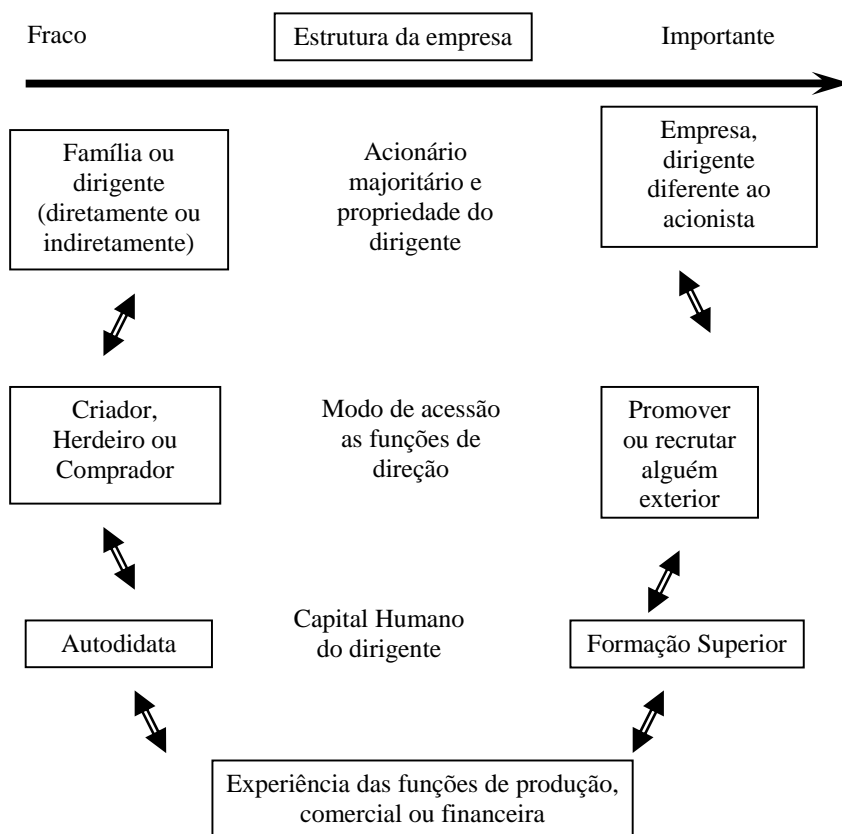 Fraco
Estrutura da empresa
Importante
Família ou
dirigente
(diretamente ou
indiretamente)
Acionário
majoritário e
propriedade do
dirigente
Empresa,
dirigente
diferente ao
acionista
Criador,
Herdeiro ou
Comprador
Modo de acessão
as funções de
direção
Promover
ou recrutar
alguém
exterior
Autodidata
Capital Humano
do dirigente
Formação Superior
Experiência das funções de produção,
comercial ou financeira